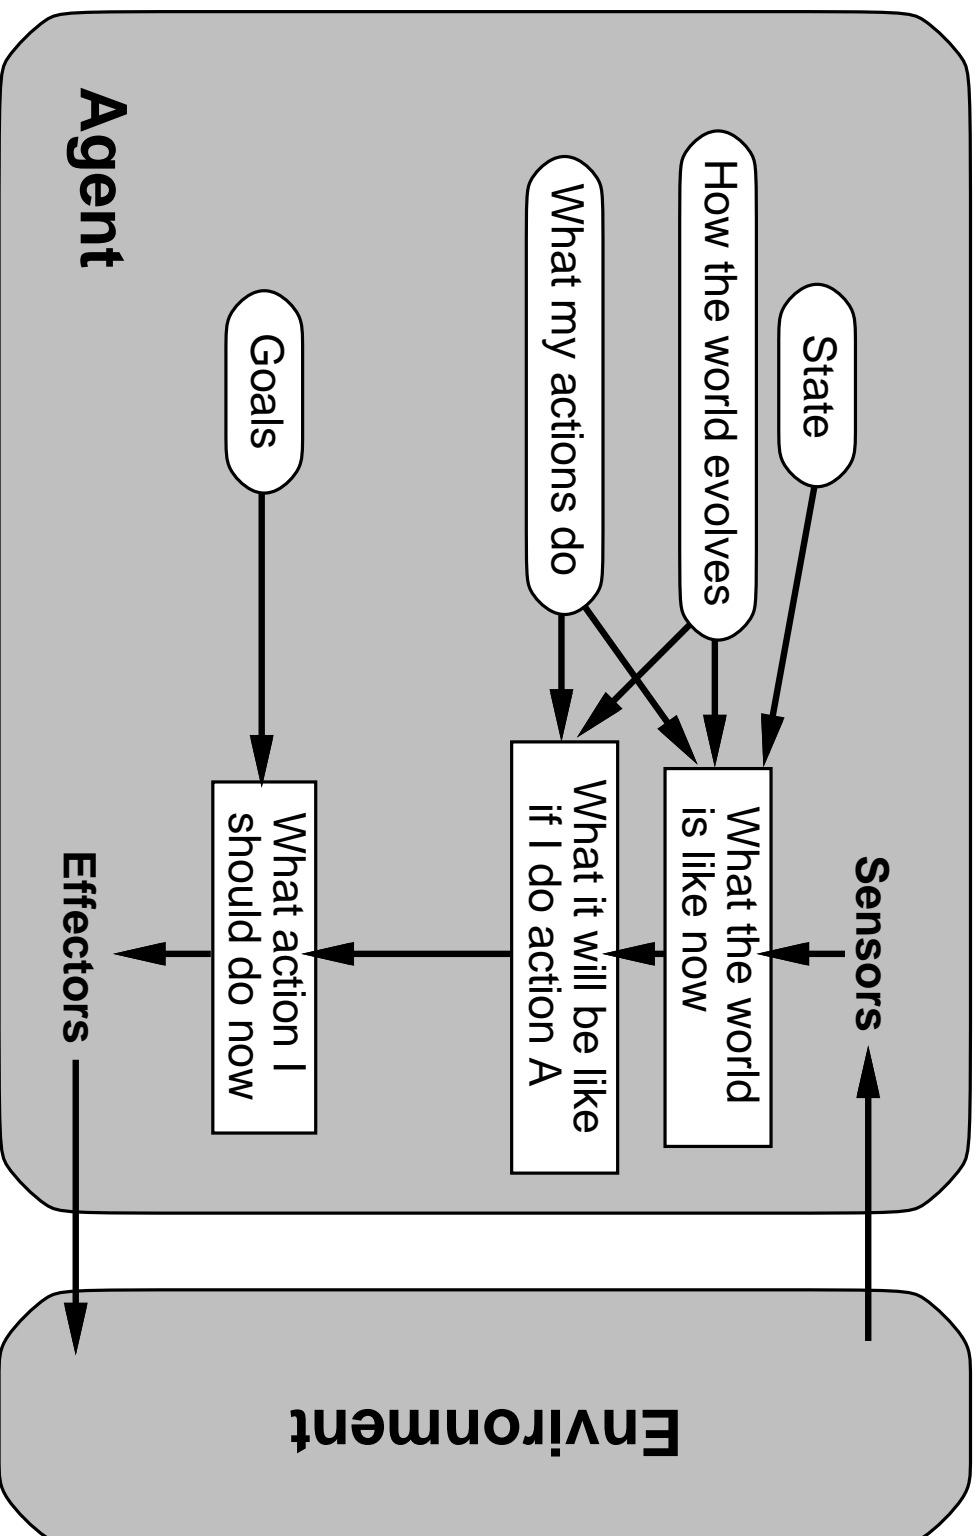 Sensors
State
How the world evolves
What my actions do
What the world
is like now
What it will be like
if I do action A
Goals
What action I
should do now
Agent
Effectors
Environment